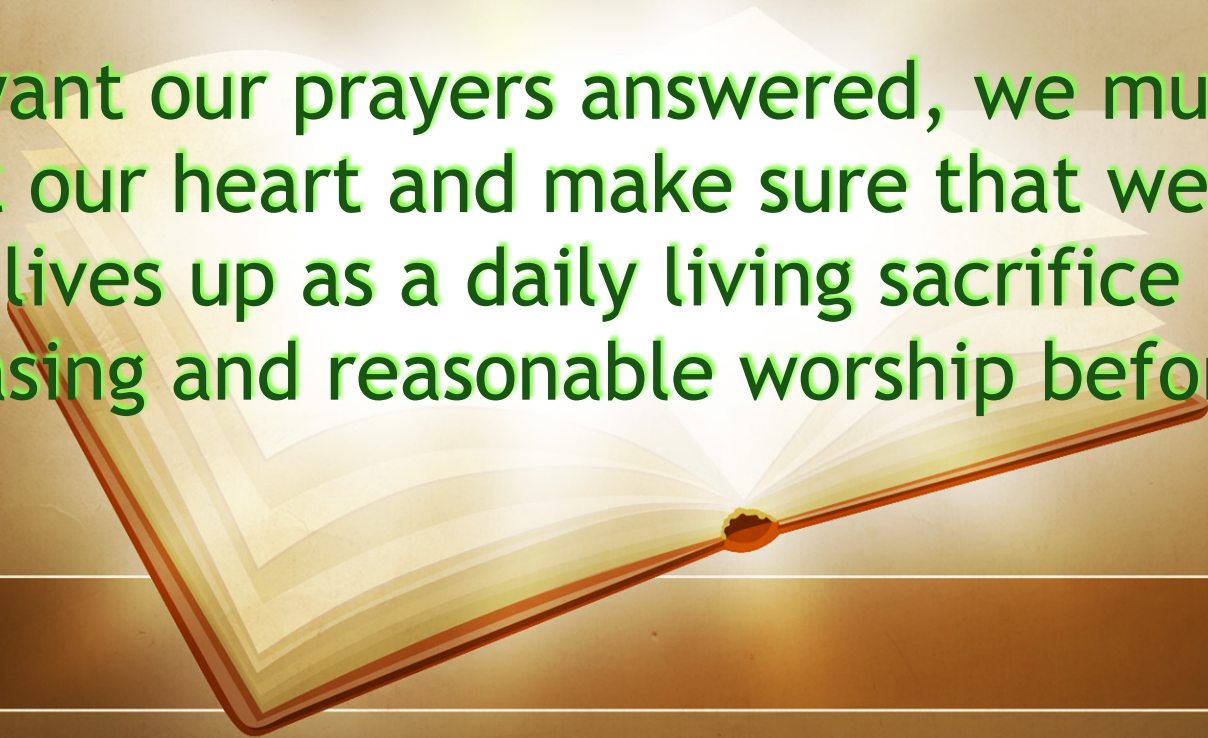 want our prayers answered, we mu
our heart and make sure that we
lives up as a daily living sacrifice
asing and reasonable worship befor